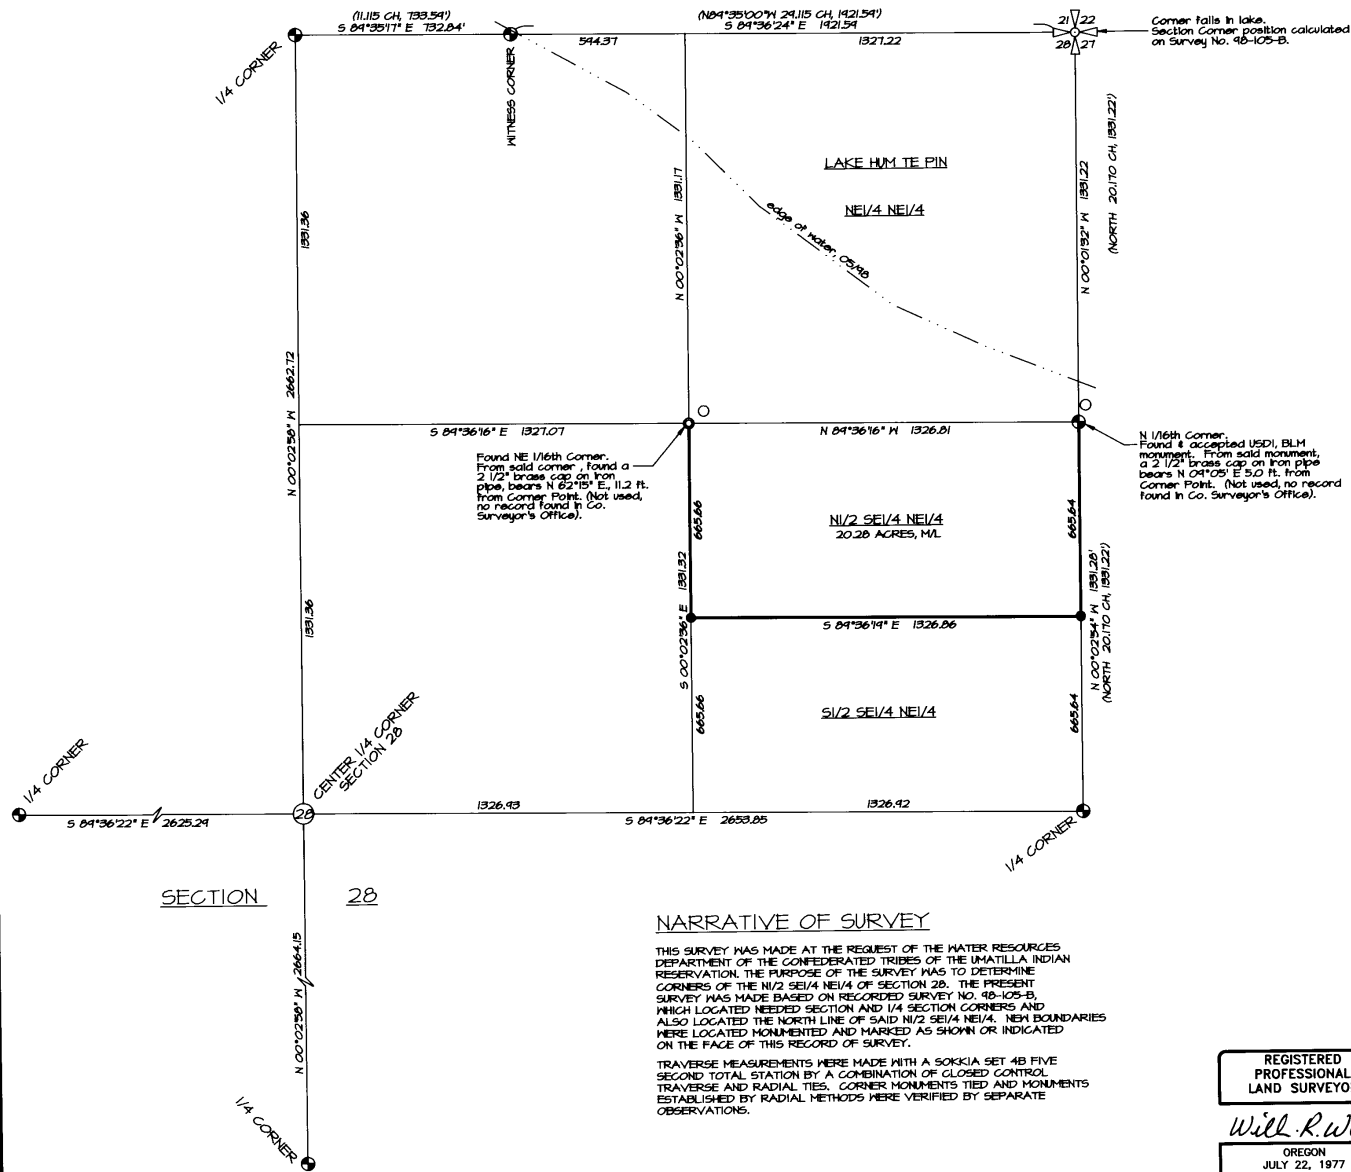 (11.115 CH, 733.59')
S 89°35'17" E 732.84'
(N89°35'00"W 29.115 CH, 1921.59')
S 89°36'24" E 1921.59
594.37
1327.22
21 22
28 27
Corner falls in lake.
Section Corner position calculated
on Survey No. 98-105-B.
1/4 CORNER
WITNESS CORNER
LAKE HUM TE PIN
NE1/4 NE1/4
edge of water, 05/98
1331.36
N 00°02'58" W 2662.72
N 00°02'36" W 1331.17
N 00°01'32" W 1331.22
(NORTH 20.170 CH, 1331.22')
S 89°36'16" E 1327.07
N 89°36'16" W 1326.81
Found NE 1/16th Corner.
From said corner , found a
2 1/2" brass cap on iron
pipe, bears N 62°15" E., 11.2 ft.
from Corner Point. (Not used,
no record found in Co.
Surveyor's Office).
N 1/16th Corner.
Found & accepted USDI, BLM
monument. From said monument,
a 2 1/2" brass cap on iron pipe
bears N 09°05' E 5.0 ft. from
Corner Point. (Not used, no record
found in Co. Surveyor's Office).
N1/2 SE1/4 NE1/4
20.28 ACRES, M/L
665.66
665.64
1331.36
S 00°02'36" E 1331.32
N 00°02'54" W 1331.28'
(NORTH 20.170 CH, 1331.22')
S 89°36'19" E 1326.86
S1/2 SE1/4 NE1/4
665.66
665.64
1/4 CORNER
CENTER 1/4 CORNER
SECTION 28
28
S 89°36'22" E 2625.29
1326.93
1326.92
S 89°36'22" E 2653.85
1/4 CORNER
SECTION 28
N 00°02'58" W 2664.15
1/4 CORNER
NARRATIVE OF SURVEY
THIS SURVEY WAS MADE AT THE REQUEST OF THE WATER RESOURCES
DEPARTMENT OF THE CONFEDERATED TRIBES OF THE UMATILLA INDIAN
RESERVATION. THE PURPOSE OF THE SURVEY WAS TO DETERMINE
CORNERS OF THE N1/2 SE1/4 NE1/4 OF SECTION 28. THE PRESENT
SURVEY WAS MADE BASED ON RECORDED SURVEY NO. 98-105-B,
WHICH LOCATED NEEDED SECTION AND 1/4 SECTION CORNERS AND
ALSO LOCATED THE NORTH LINE OF SAID N1/2 SE1/4 NE1/4. NEW BOUNDARIES
WERE LOCATED MONUMENTED AND MARKED AS SHOWN OR INDICATED
ON THE FACE OF THIS RECORD OF SURVEY.
TRAVERSE MEASUREMENTS WERE MADE WITH A SOKKIA SET 4B FIVE
SECOND TOTAL STATION BY A COMBINATION OF CLOSED CONTROL
TRAVERSE AND RADIAL TIES. CORNER MONUMENTS TIED AND MONUMENTS
ESTABLISHED BY RADIAL METHODS WERE VERIFIED BY SEPARATE
OBSERVATIONS.
REGISTERED
PROFESSIONAL
LAND SURVEYO
Will. R. W
OREGON
JULY 22, 1977